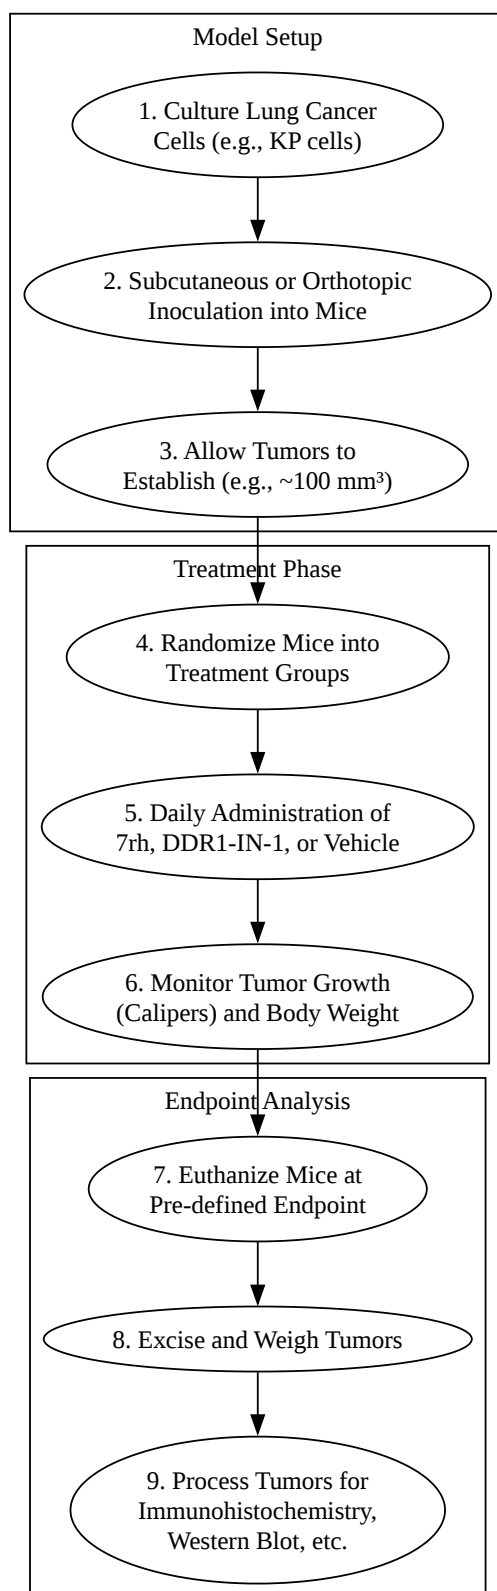 Model Setup
1. Culture Lung Cancer
Cells (e.g., KP cells)
2. Subcutaneous or Orthotopic
Inoculation into Mice
3. Allow Tumors to
Establish (e.g., ~100 mm³)
Treatment Phase
4. Randomize Mice into
Treatment Groups
5. Daily Administration of
7rh, DDR1-IN-1, or Vehicle
6. Monitor Tumor Growth
(Calipers) and Body Weight
Endpoint Analysis
7. Euthanize Mice at
Pre-defined Endpoint
8. Excise and Weigh Tumors
9. Process Tumors for
Immunohistochemistry,
Western Blot, etc.